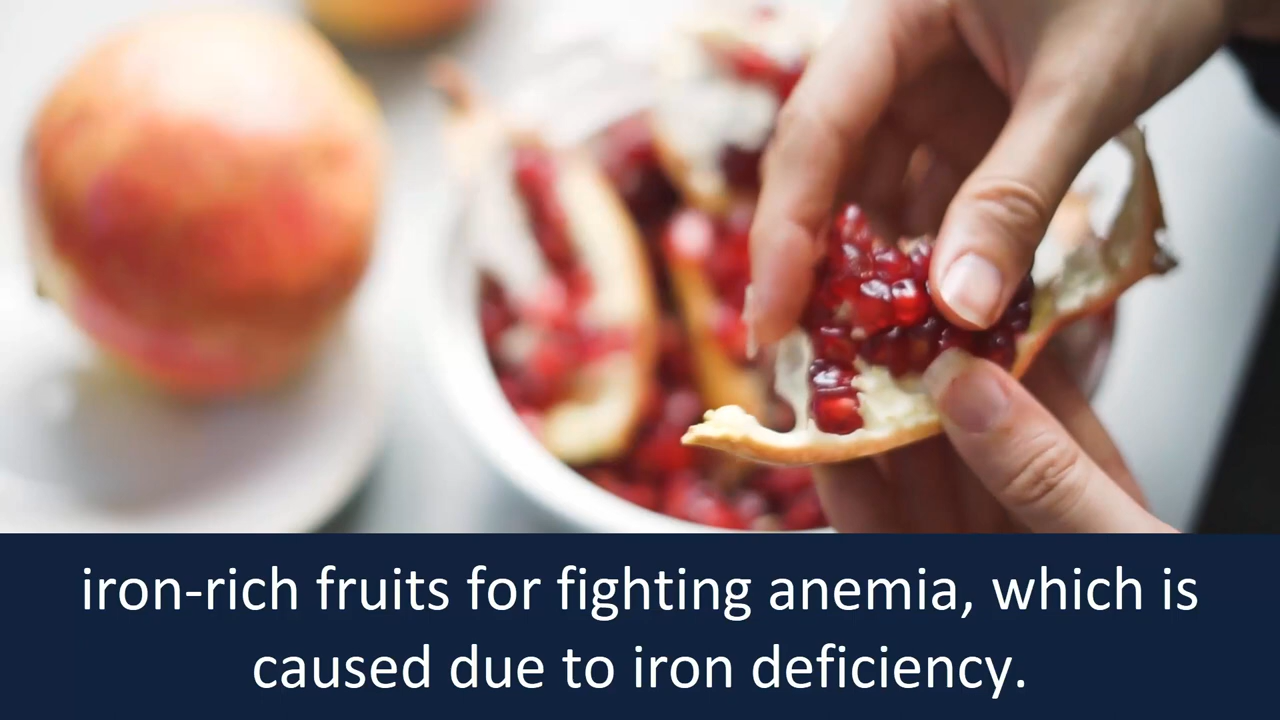 iron-rich fruits for fighting anemia, which is
caused due to iron deficiency.